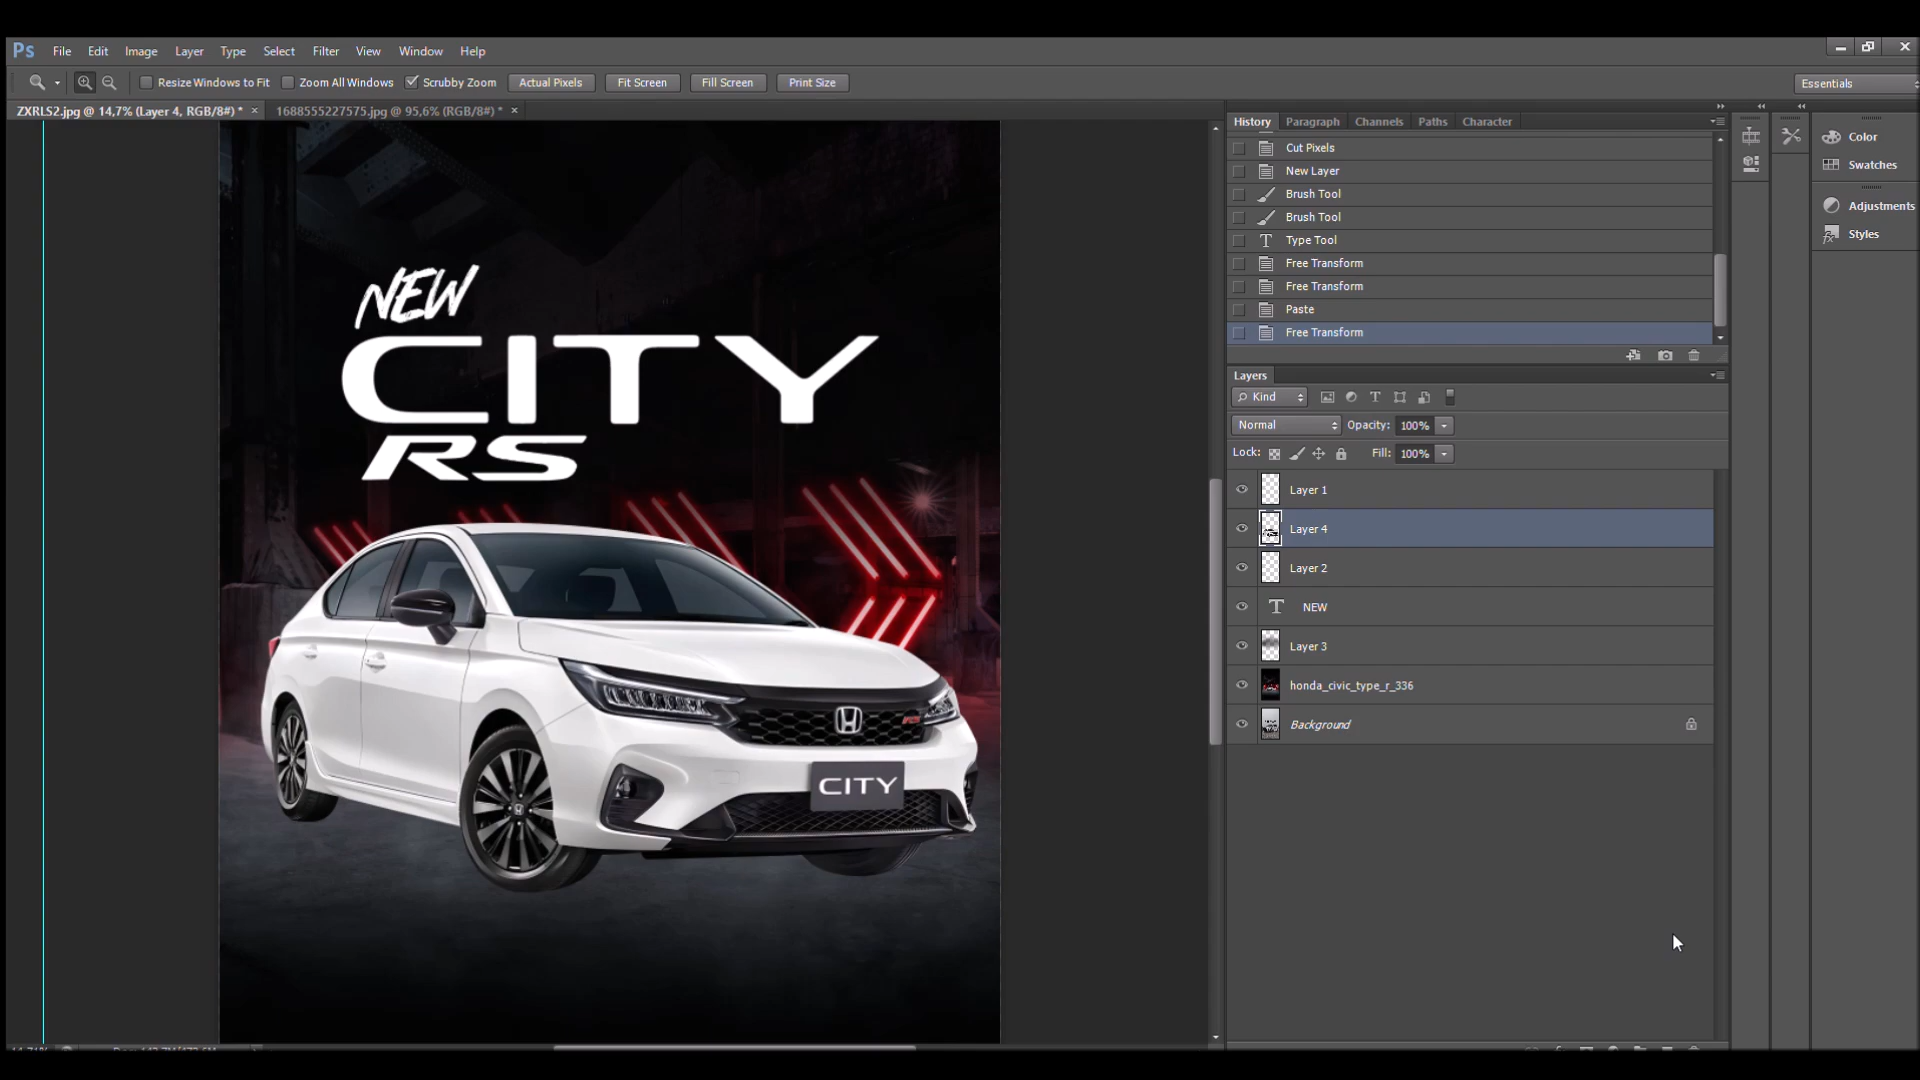 Ps File Edit Image Layer Type Select Filter View Window Help
Resize Windows to Fit Zoom All Windows Scrubby Zoom Actual Pixels Fit Screen Fill Screen Print Size Essentials
ZXRLS2.jpg @ 14,7% (Layer 4, RGB/8#) * × 1688555227575.jpg @ 95,6% (RGB/8#) * ×
NEW
CITY
RS
RS
CITY
History Paragraph Channels Paths Character
Cut Pixels
New Layer
Brush Tool
Brush Tool
Type Tool
Free Transform
Free Transform
Paste
Free Transform
Layers
Kind
Normal Opacity: 100%
Lock: Fill: 100%
Layer 1
Layer 4
Layer 2
NEW
Layer 3
honda_civic_type_r_336
Background
Color
Swatches
Adjustments
Styles